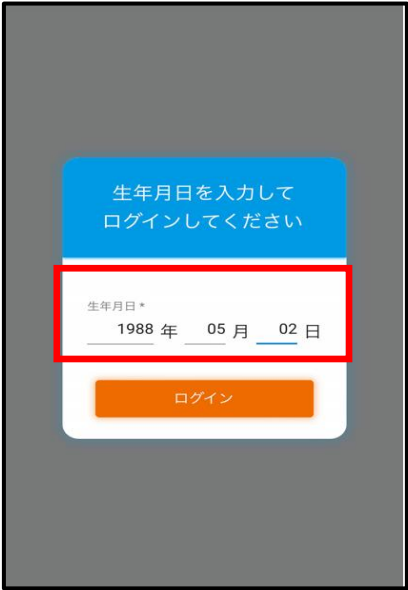 生年月日を入力して
ログインしてください
生年月日 *
1988 年 05 月 02 日
ログイン